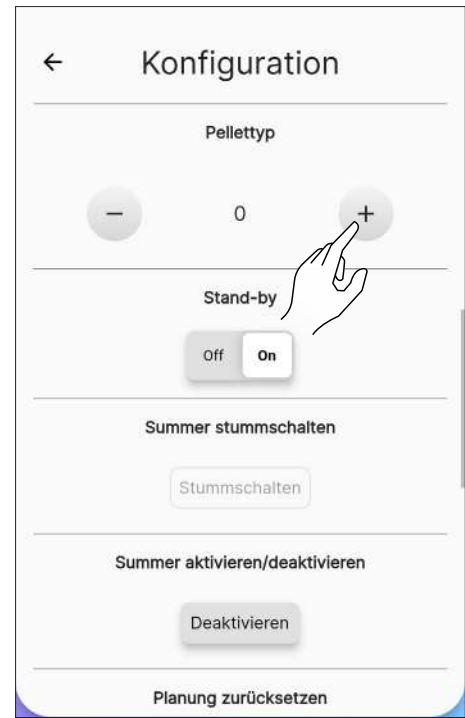 ← Konfiguration
Pellettyp
− 0 +
Stand-by
Off On
Summer stummschalten
Stummschalten
Summer aktivieren/deaktivieren
Deaktivieren
Planung zurücksetzen